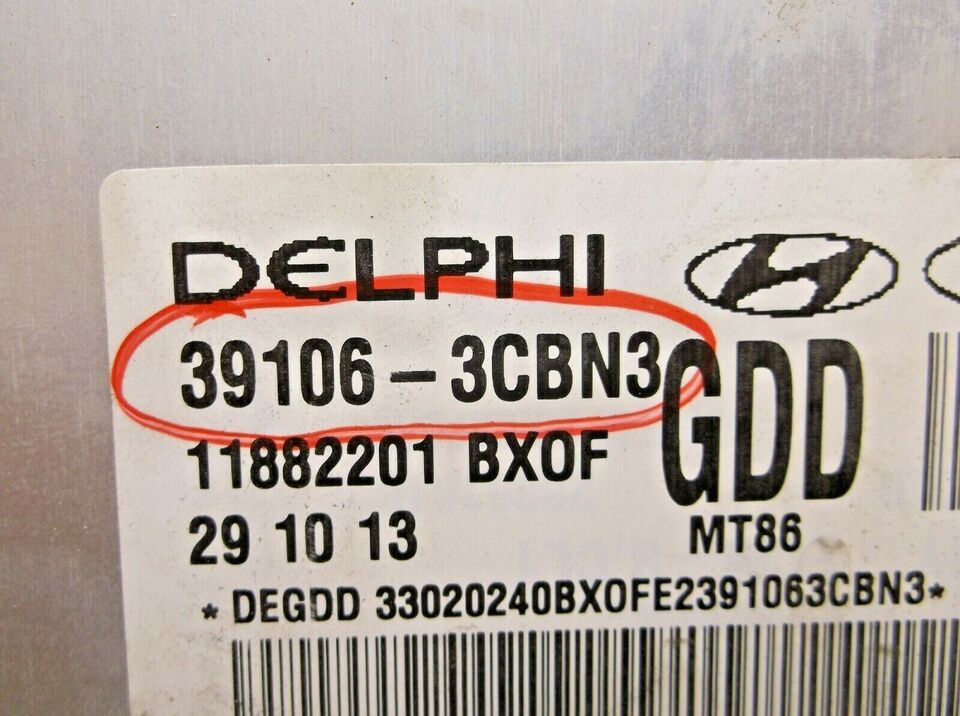 DELPHI
39106-3CBN3
GDD
11882201 BXOF
29 10 13
MT86
* DEGDD 33020240BXOFE2391063CBN3*